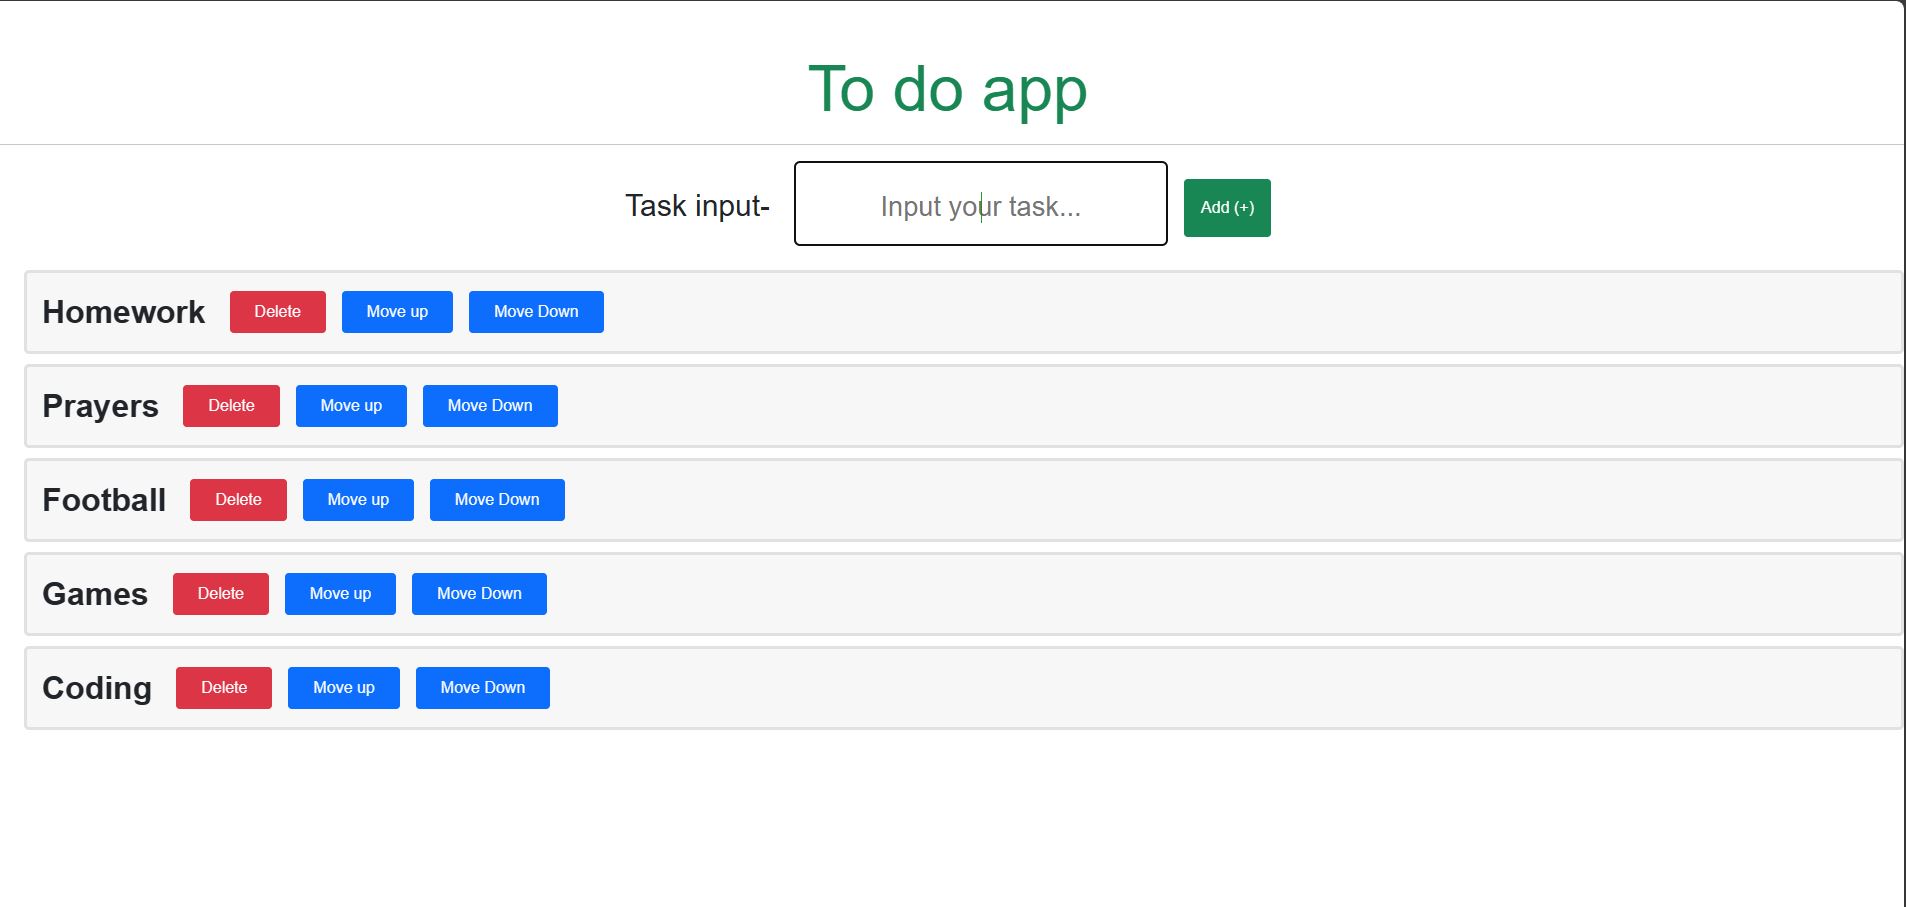 To do app
Task input- Input your task... Add (+)
Homework Delete Move up Move Down
Prayers Delete Move up Move Down
Football Delete Move up Move Down
Games Delete Move up Move Down
Coding Delete Move up Move Down